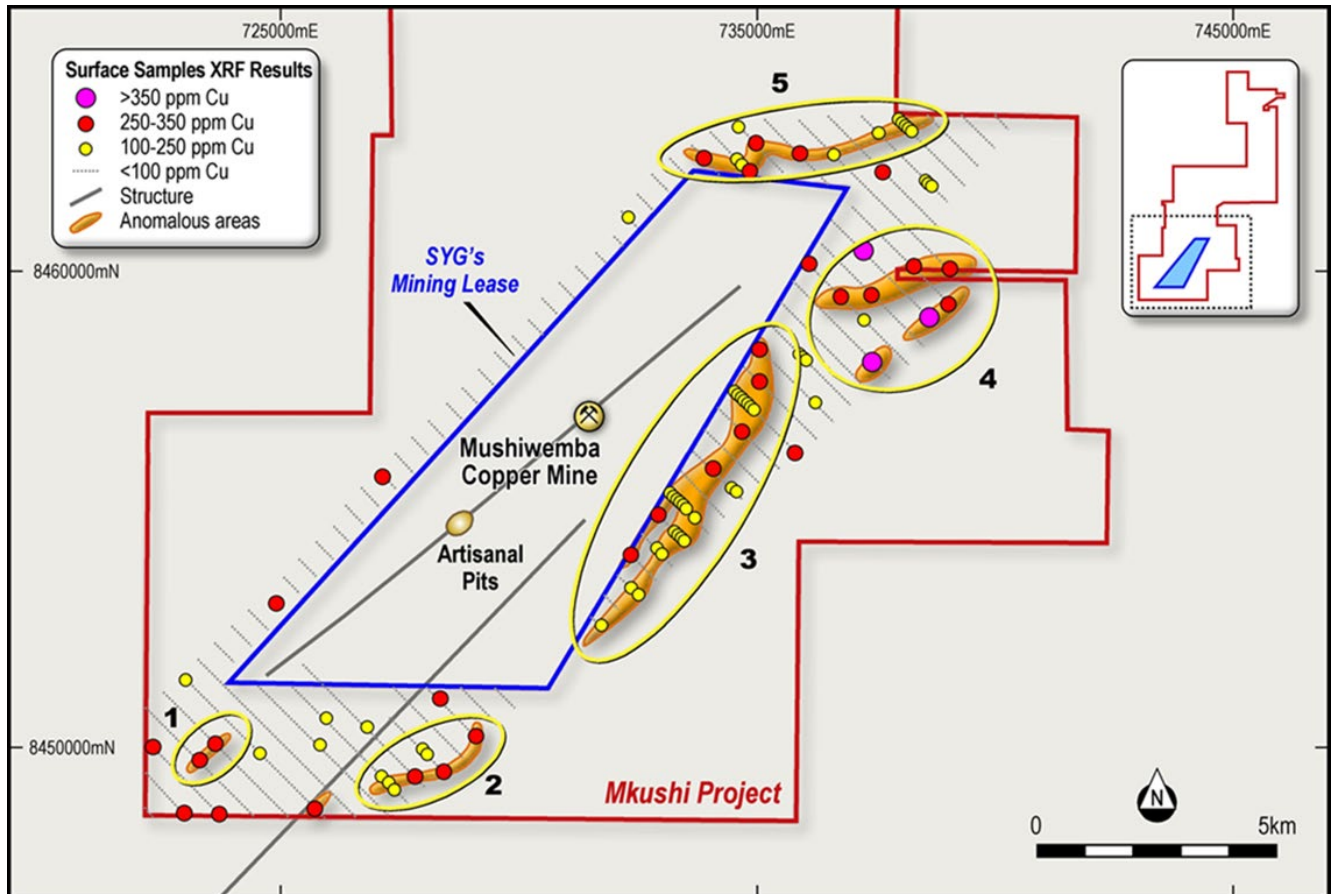 725000mE
735000mE
745000mE
Surface Samples XRF Results
>350 ppm Cu
250-350 ppm Cu
100-250 ppm Cu
<100 ppm Cu
Structure
Anomalous areas
5
8460000mN
SYG's
Mining Lease
4
Mushiwemba
Copper Mine
Artisanal
Pits
3
1
8450000mN
2
Mkushi Project
N
0
5km